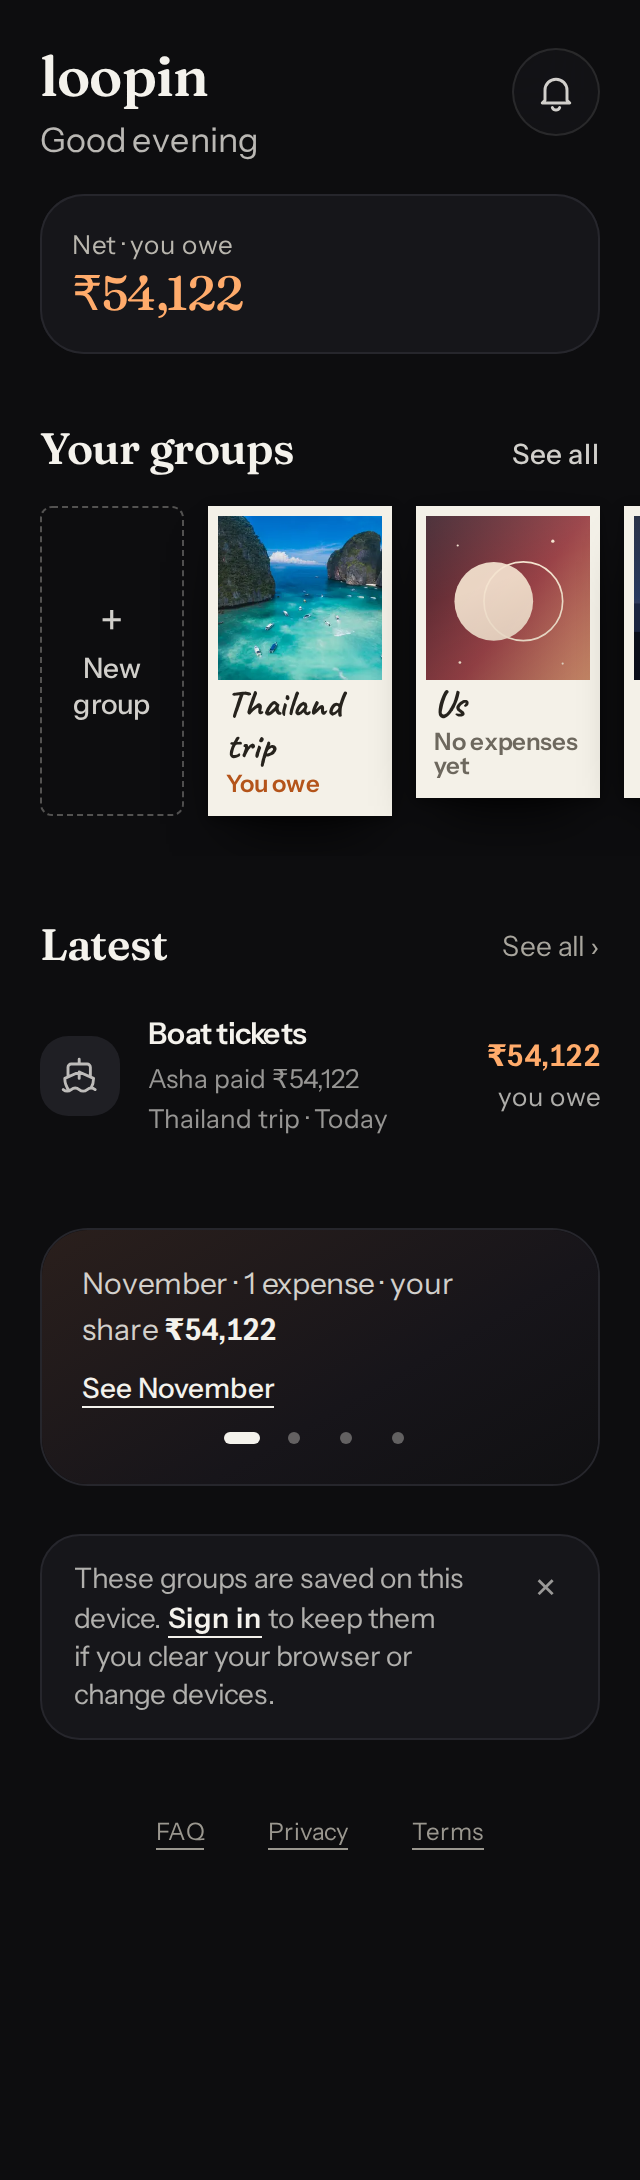 loopin
Good evening
Net · you owe
₹54,122
Your groups
See all
+
New
group
Thailand
trip
You owe
Us
No expenses
yet
Latest
See all ›
Boat tickets
Asha paid ₹54,122
Thailand trip · Today
₹54,122
you owe
November · 1 expense · your
share ₹54,122
See November
These groups are saved on this
device. Sign in to keep them
if you clear your browser or
change devices.
×
FAQ
Privacy
Terms